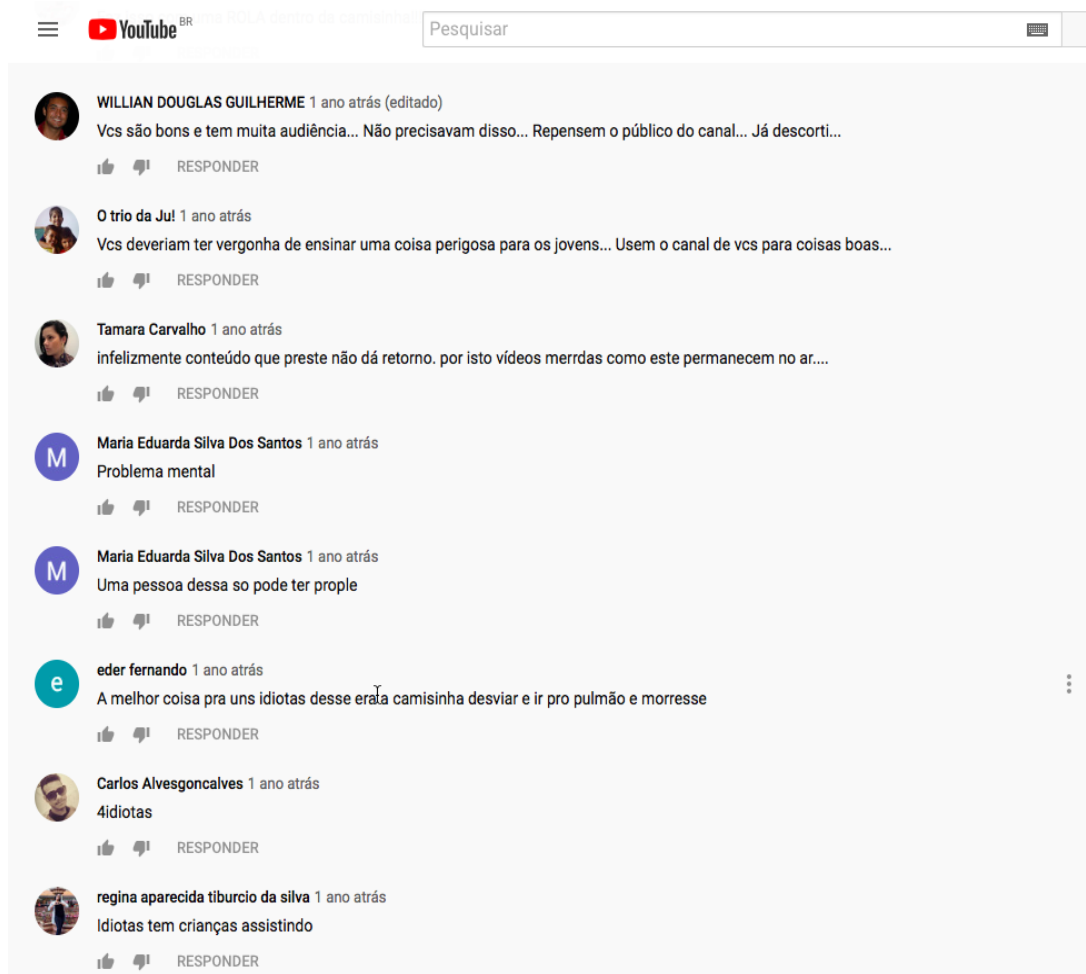 YouTube BR
Pesquisar
WILLIAN DOUGLAS GUILHERME 1 ano atrás (editado)
Vcs são bons e tem muita audiência... Não precisavam disso... Repensem o público do canal... Já descorti...
RESPONDER
O trio da Ju! 1 ano atrás
Vcs deveriam ter vergonha de ensinar uma coisa perigosa para os jovens... Usem o canal de vcs para coisas boas...
RESPONDER
Tamara Carvalho 1 ano atrás
infelizmente conteúdo que preste não dá retorno. por isto vídeos merrdas como este permanecem no ar....
RESPONDER
M
Maria Eduarda Silva Dos Santos 1 ano atrás
Problema mental
RESPONDER
M
Maria Eduarda Silva Dos Santos 1 ano atrás
Uma pessoa dessa so pode ter prople
RESPONDER
e
eder fernando 1 ano atrás
A melhor coisa pra uns idiotas desse era a camisinha desviar e ir pro pulmão e morresse
RESPONDER
Carlos Alvesgoncalves 1 ano atrás
4idiotas
RESPONDER
regina aparecida tiburcio da silva 1 ano atrás
Idiotas tem crianças assistindo
RESPONDER